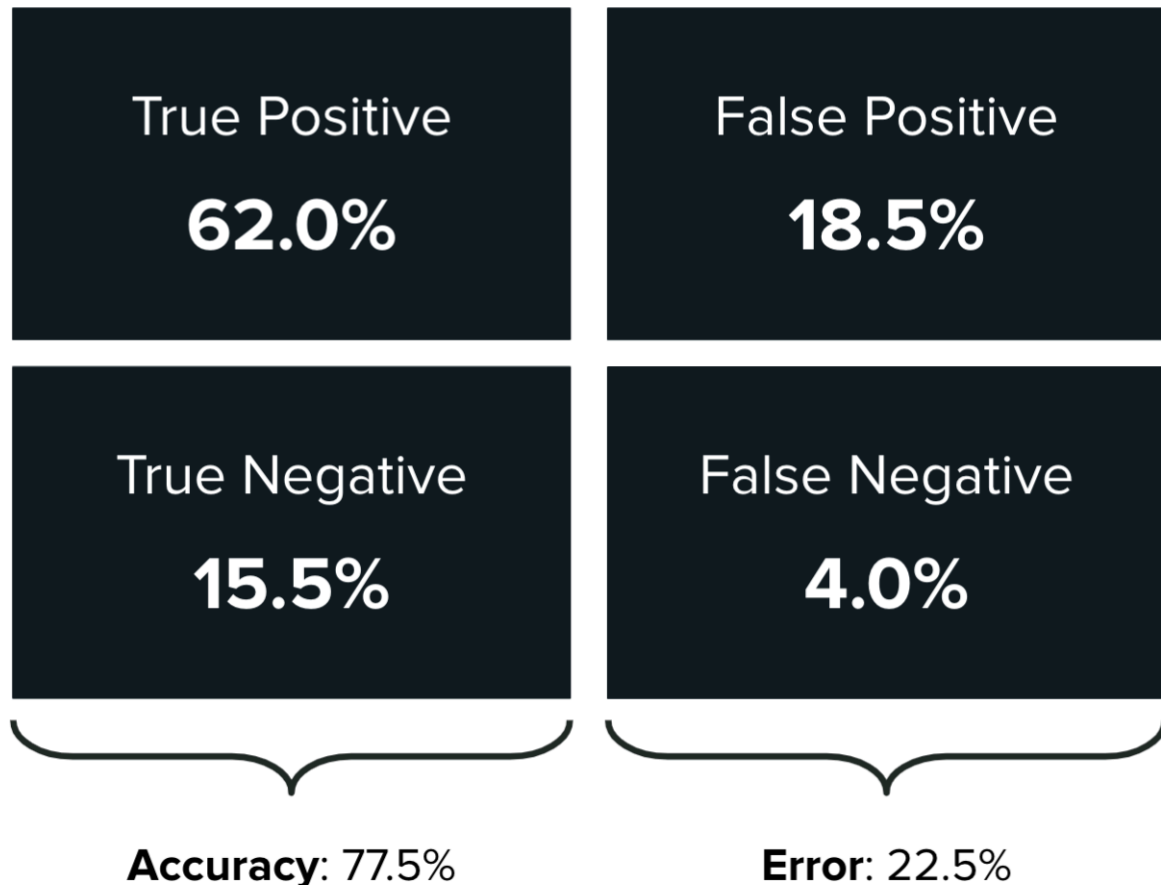 True Positive
False Positive
62.0%
18.5%
True Negative
False Negative
15.5%
4.0%
Accuracy: 77.5%
Error: 22.5%